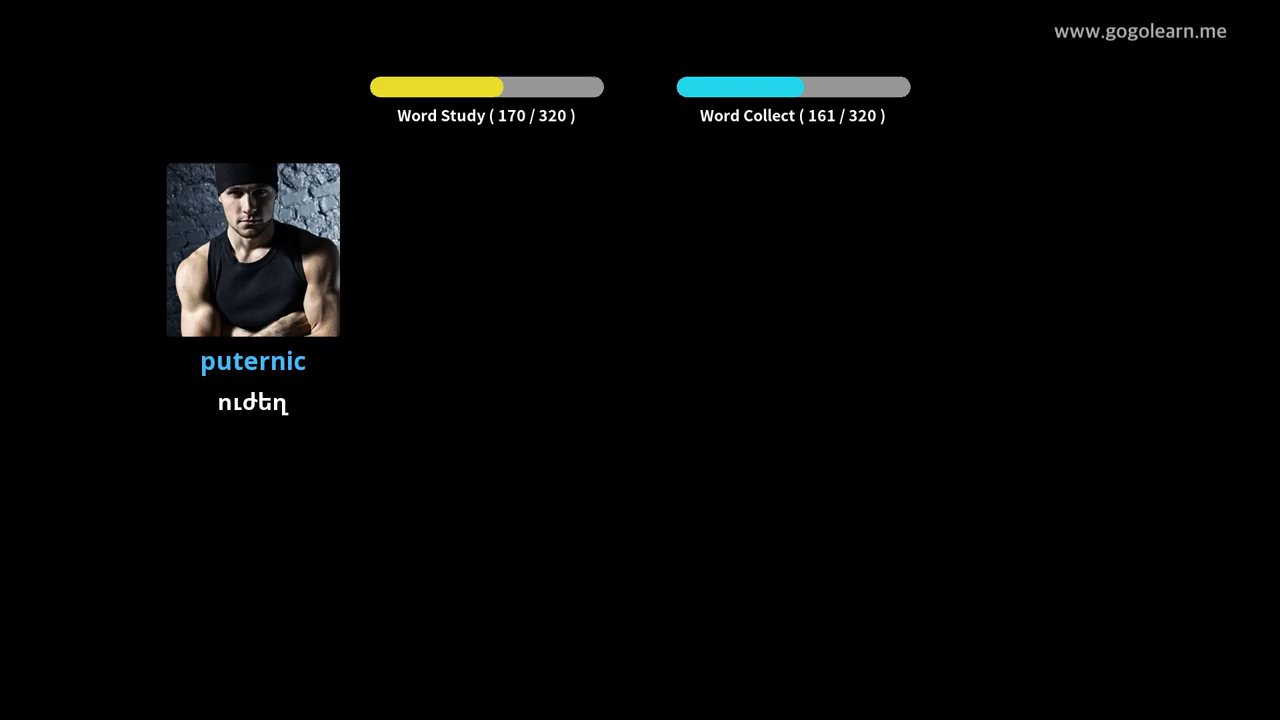 www.gogolearn.me
Word Study ( 170 / 320 )
Word Collect ( 161 / 320 )
puternic
ուժեղ